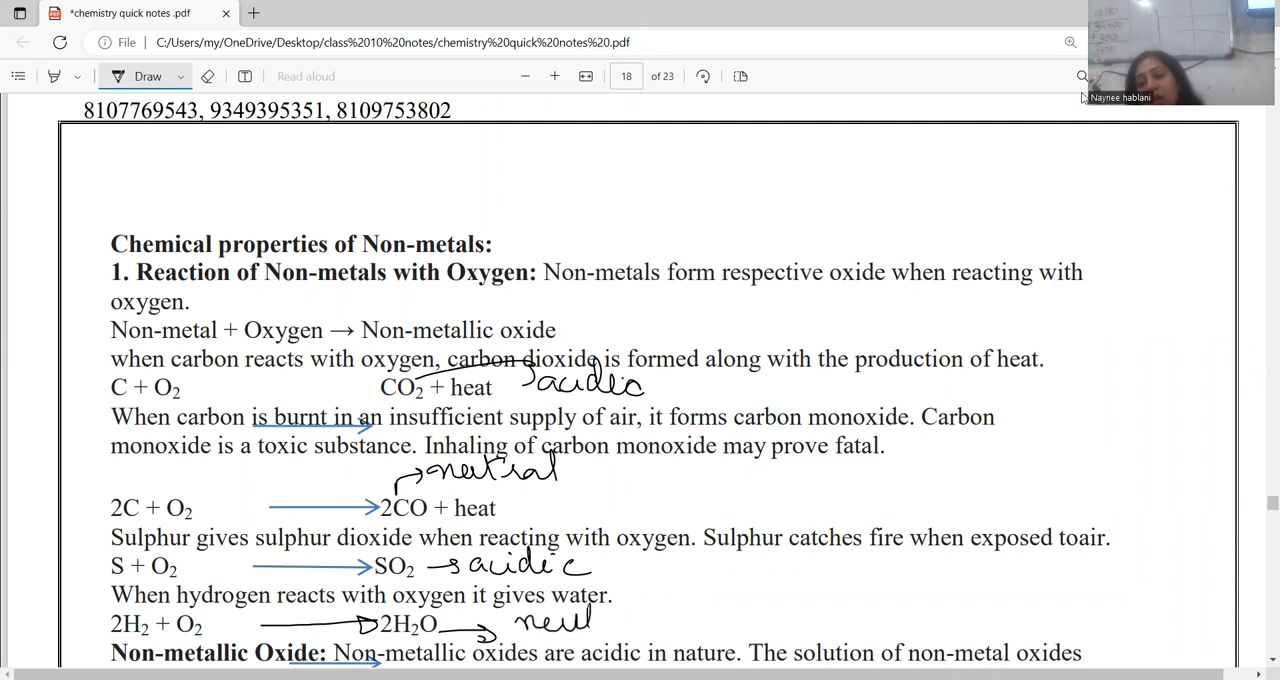 *chemistry quick notes .pdf
File C:/Users/my/OneDrive/Desktop/class%2010%20notes/chemistry%20quick%20notes%20.pdf
Draw Read aloud 18 of 23
Naynee hablani
8107769543, 9349395351, 8109753802
Chemical properties of Non-metals:
1. Reaction of Non-metals with Oxygen: Non-metals form respective oxide when reacting with
oxygen.
Non-metal + Oxygen → Non-metallic oxide
when carbon reacts with oxygen, carbon dioxide is formed along with the production of heat.
C + O₂ CO₂ + heat acidic
When carbon is burnt in an insufficient supply of air, it forms carbon monoxide. Carbon
monoxide is a toxic substance. Inhaling of carbon monoxide may prove fatal.
neutral
2C + O₂ → 2CO + heat
Sulphur gives sulphur dioxide when reacting with oxygen. Sulphur catches fire when exposed toair.
S + O₂ → SO₂ → acidic
When hydrogen reacts with oxygen it gives water.
2H₂ + O₂ → 2H₂O → neul
Non-metallic Oxide: Non-metallic oxides are acidic in nature. The solution of non-metal oxides